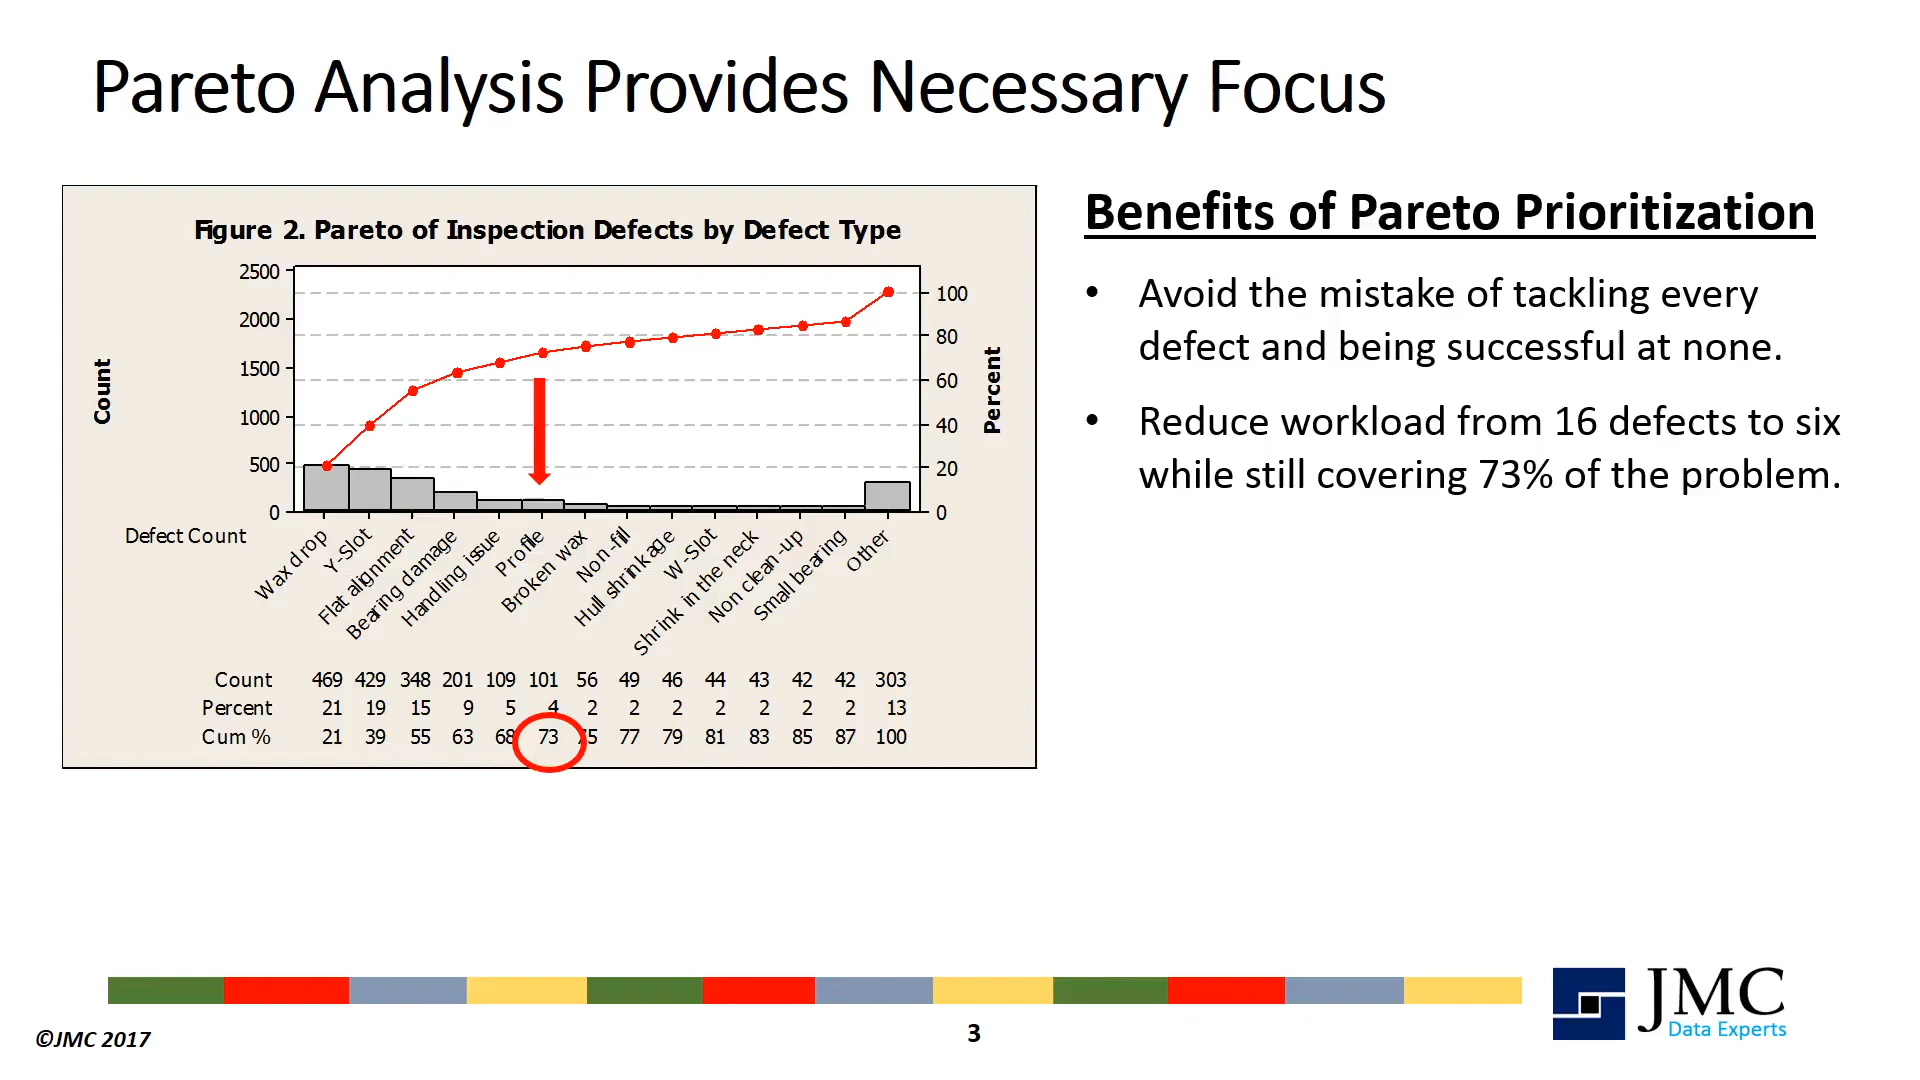 Pareto Analysis Provides Necessary Focus
Figure 2. Pareto of Inspection Defects by Defect Type
2500
2000
1500
1000
500
0
Count
100
80
60
40
20
0
Percent
Defect Count
Wax drop
Y-Slot
Flat alignment
Bearing damage
Handling issue
Profile
Broken wax
Non-fill
Hull shrinkage
W-Slot
Shrink in the neck
Non clean-up
Small bearing
Other
Count 469 429 348 201 109 101 56 49 46 44 43 42 42 303
Percent 21 19 15 9 5 4 2 2 2 2 2 2 2 13
Cum % 21 39 55 63 68 73 75 77 79 81 83 85 87 100
Benefits of Pareto Prioritization
• Avoid the mistake of tackling every
defect and being successful at none.
• Reduce workload from 16 defects to six
while still covering 73% of the problem.
©JMC 2017
3
JMC
Data Experts